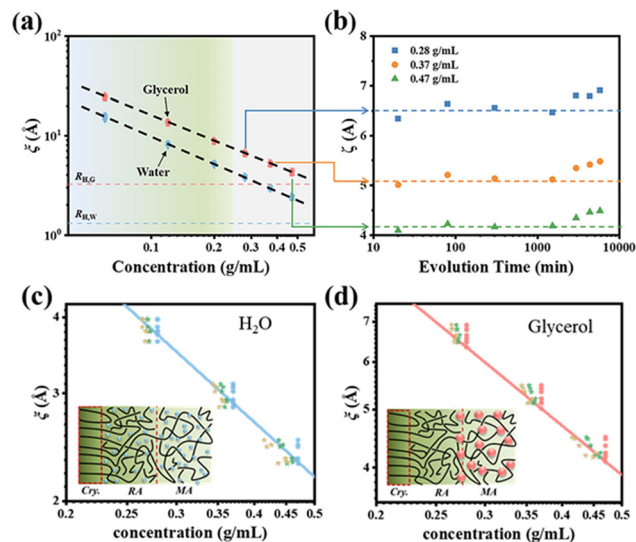 (a)
10²
10¹
10⁰
ξ (Å)
Glycerol
Water
R_H,G
R_H,W
0.1
0.2
0.3
0.4
0.5
Concentration (g/mL)
(b)
8
7
6
5
4
ζ (Å)
0.28 g/mL
0.37 g/mL
0.47 g/mL
10
100
1000
10000
Evolution Time (min)
(c)
4
3
ξ (Å)
H₂O
Cry.
RA
MA
0.2
0.25
0.3
0.35
0.4
0.45
0.5
concentration (g/mL)
(d)
7
6
5
4
ξ (Å)
Glycerol
Cry.
RA
MA
0.2
0.2
0.3
0.35
0.4
0.45
0.5
concentration (g/mL)